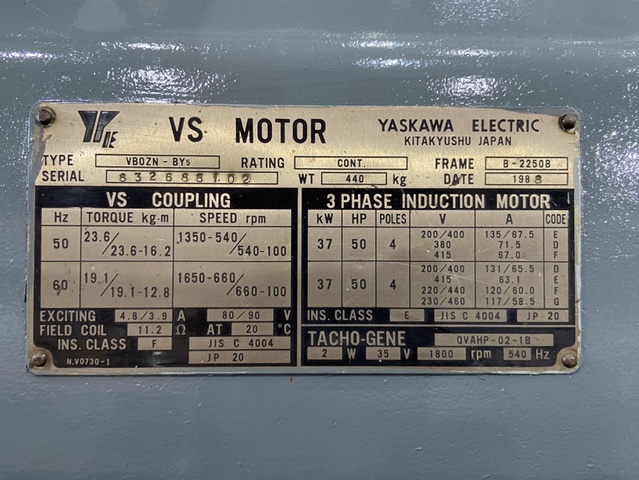 YE VS MOTOR YASKAWA ELECTRIC
KITAKYUSHU JAPAN
TYPE VBOZN-BY5 RATING CONT. FRAME B-2250B
SERIAL 832688102 WT 440 kg DATE 1988
VS COUPLING
Hz TORQUE kg·m SPEED rpm
50 23.6/23.6-16.2 1350-540/540-100
60 19.1/19.1-12.8 1650-660/660-100
EXCITING 4.8/3.9 A 80/90 V
FIELD COIL 11.2 Ω AT 20 °C
INS. CLASS F JIS C 4004
JP 20
N.V0730-1
3 PHASE INDUCTION MOTOR
kW HP POLES V A CODE
37 50 4 200/400 135/67.5 E
380 71.5 D
415 67.0 F
37 50 4 200/400 131/65.5 D
440 63.1 E
220/440 120/60.0 F
230/460 117/58.5 G
INS. CLASS E JIS C 4004 JP 20
TACHO-GENE QVAHP-02-1B
2 W 35 V 1800 rpm 540 Hz